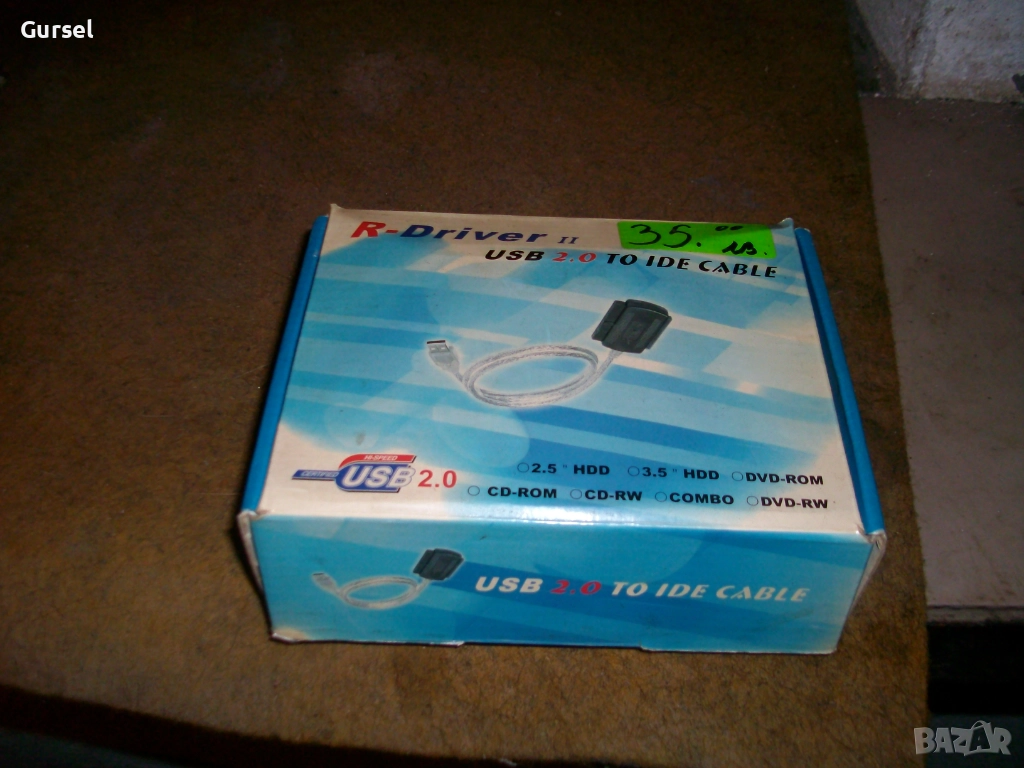 Gursel
R-Driver II
35.00 лв.
USB 2.0 TO IDE CABLE
HI-SPEED
CERTIFIED
USB 2.0
2.5" HDD 3.5" HDD DVD-ROM
CD-ROM CD-RW COMBO DVD-RW
USB 2.0 TO IDE CABLE
BAZAR